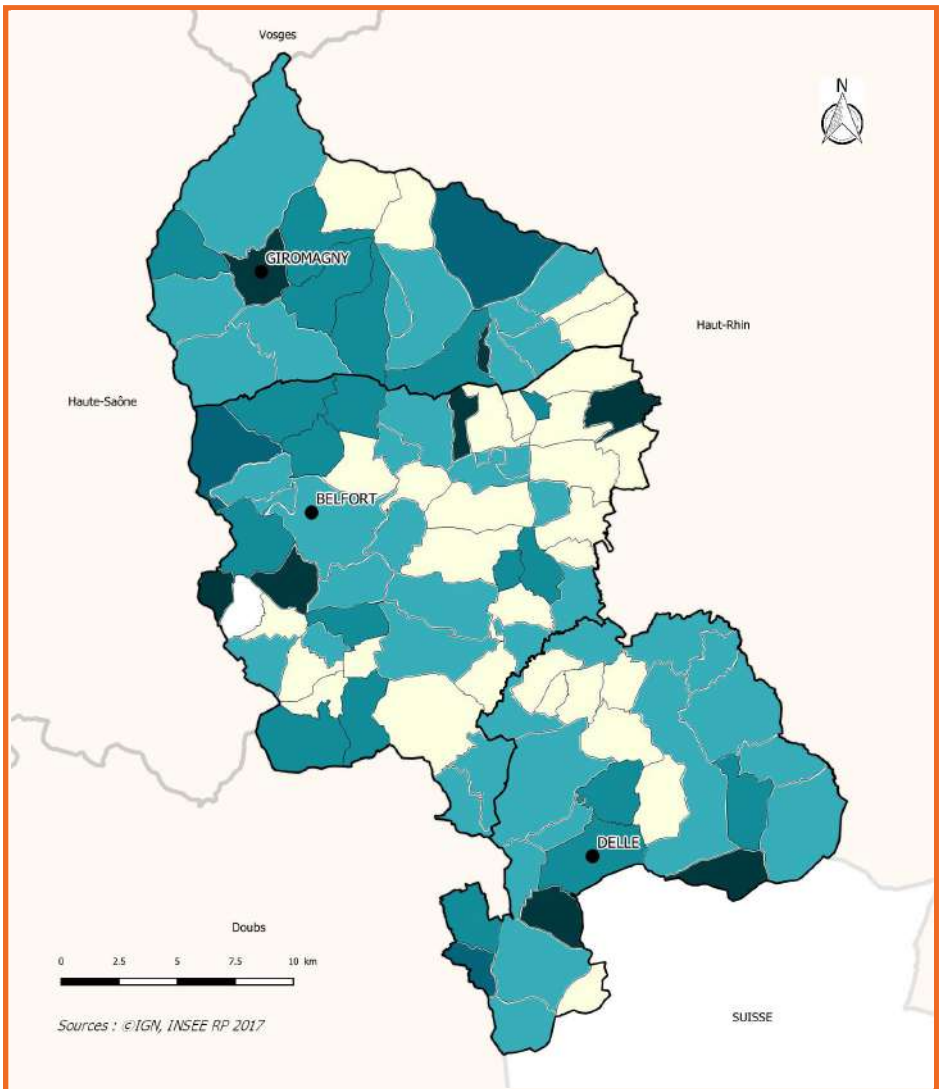 Vosges
N
GIROMAGNY
Haut-Rhin
Haute-Saône
BELFORT
DELLE
Doubs
0 2.5 5 7.5 10 km
SUISSE
Sources : ©IGN, INSEE RP 2017